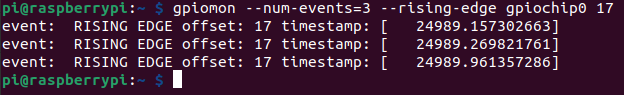 pi@raspberrypi:~ $ gpiomon --num-events=3 --rising-edge gpiochip0 17
event:  RISING EDGE offset: 17 timestamp: [   24989.157302663]
event:  RISING EDGE offset: 17 timestamp: [   24989.269821761]
event:  RISING EDGE offset: 17 timestamp: [   24989.961357286]
pi@raspberrypi:~ $